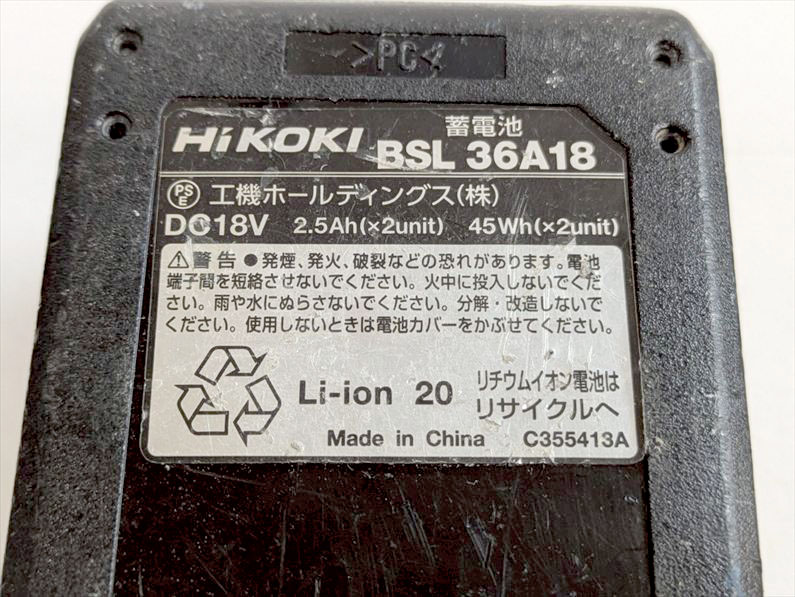 >PC<
HiKOKI
蓄電池
BSL 36A18
PS
E
工機ホールディングス(株)
DC18V 2.5Ah(×2unit) 45Wh(×2unit)
⚠警告 ●発煙、発火、破裂などの恐れがあります。電池
端子間を短絡させないでください。火中に投入しないでくだ
さい。雨や水にぬらさないでください。分解・改造しないで
ください。使用しないときは電池カバーをかぶせてください。
Li-ion 20
リチウムイオン電池は
リサイクルへ
Made in China C355413A